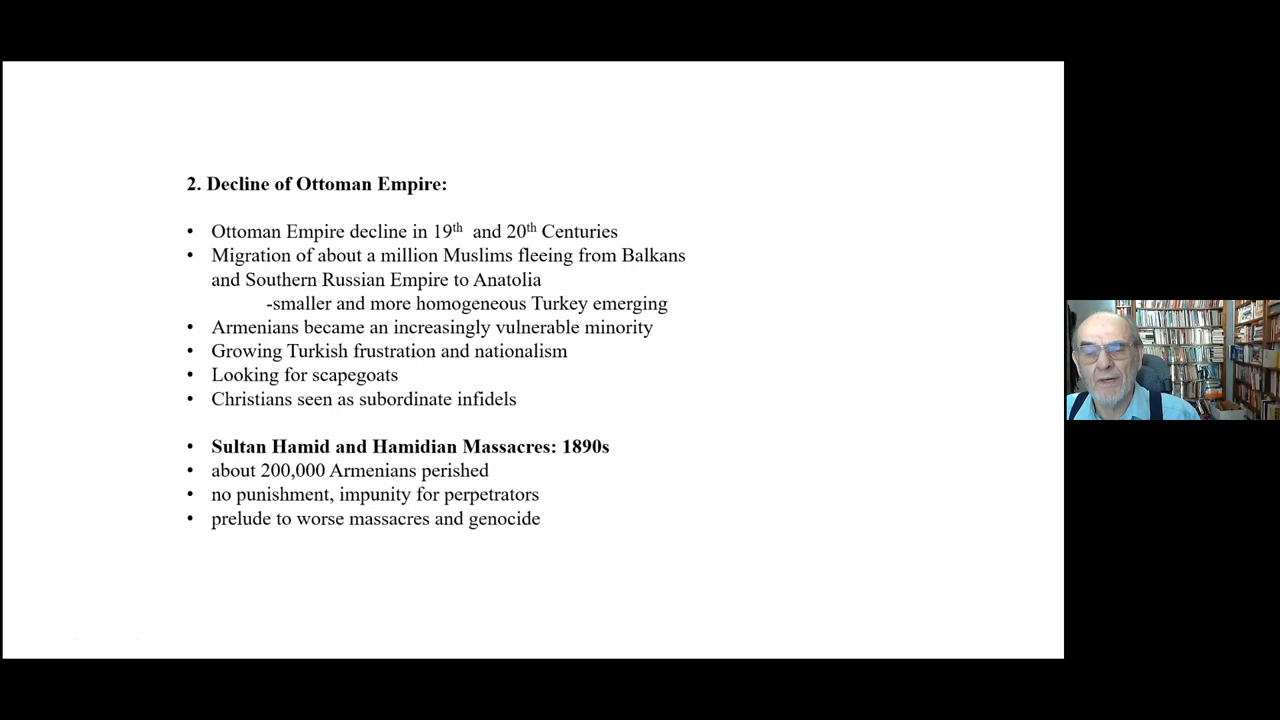 2. Decline of Ottoman Empire:
• Ottoman Empire decline in 19th and 20th Centuries
• Migration of about a million Muslims fleeing from Balkans
and Southern Russian Empire to Anatolia
-smaller and more homogeneous Turkey emerging
• Armenians became an increasingly vulnerable minority
• Growing Turkish frustration and nationalism
• Looking for scapegoats
• Christians seen as subordinate infidels
• Sultan Hamid and Hamidian Massacres: 1890s
• about 200,000 Armenians perished
• no punishment, impunity for perpetrators
• prelude to worse massacres and genocide